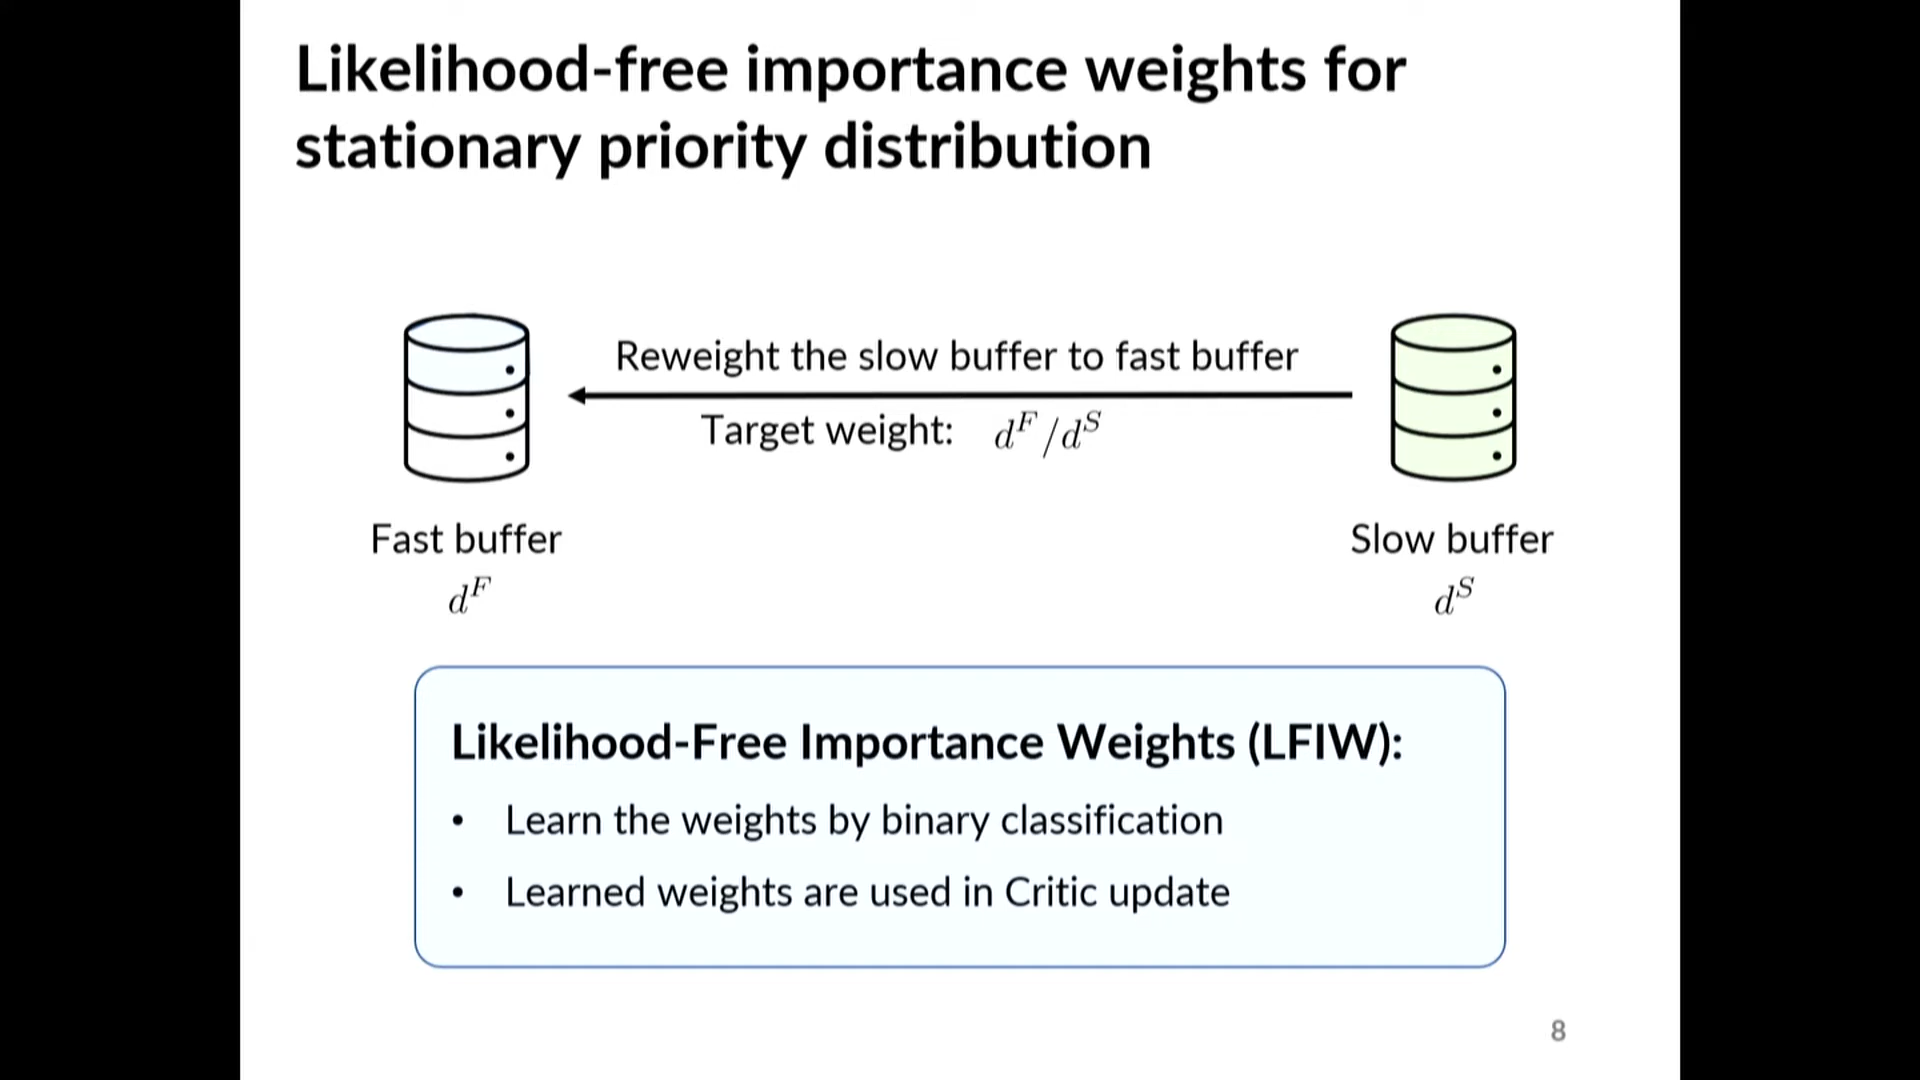 Likelihood-free importance weights for
stationary priority distribution
Reweight the slow buffer to fast buffer
Target weight: d^F/d^S
Fast buffer
d^F
Slow buffer
d^S
Likelihood-Free Importance Weights (LFIW):
• Learn the weights by binary classification
• Learned weights are used in Critic update
8